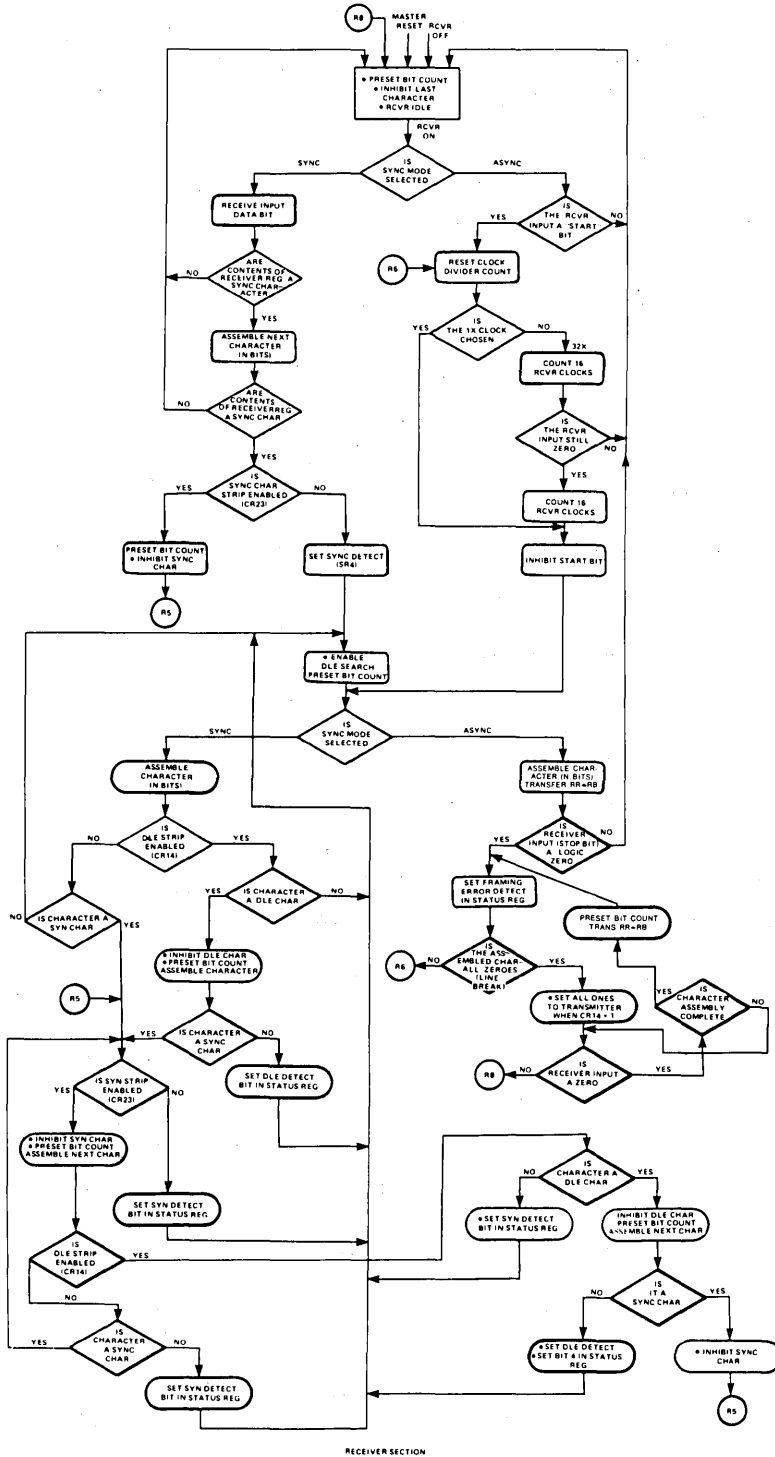 R0
MASTER
RESET
RCVR
OFF
• PRESET BIT COUNT
• INHIBIT LAST
CHARACTER
• RCVR IDLE
RCVR
ON
SYNC
IS
SYNC MODE
SELECTED
ASYNC
RECEIVE INPUT
DATA BIT
IS
THE RCVR
INPUT A START
BIT
YES
NO
NO
ARE
CONTENTS OF
RECEIVER REG A
SYNC CHAR-
ACTER
YES
R6
RESET CLOCK
DIVIDER COUNT
ASSEMBLE NEXT
CHARACTER
(N BITS)
YES
IS
THE 1X CLOCK
CHOSEN
NO
32X
COUNT 16
RCVR CLOCKS
NO
ARE
CONTENTS
OF RECEIVER REG
A SYNC CHAR
YES
IS
THE RCVR
INPUT STILL
ZERO
NO
YES
YES
IS
SYNC CHAR
STRIP ENABLED
(CR23)
NO
COUNT 16
RCVR CLOCKS
PRESET BIT COUNT
• INHIBIT SYNC
CHAR
SET SYNC DETECT
(SR4)
INHIBIT START BIT
R5
• ENABLE
DLE SEARCH
PRESET BIT COUNT
SYNC
IS
SYNC MODE
SELECTED
ASYNC
ASSEMBLE
CHARACTER
(N BITS)
ASSEMBLE CHAR-
ACTER (N BITS)
TRANSFER RR=RB
NO
IS
DLE STRIP
ENABLED
(CR14)
YES
YES
IS
RECEIVER
INPUT (STOP BIT)
A LOGIC
ZERO
NO
NO
IS CHARACTER A
SYN CHAR
YES
YES
IS CHARACTER
A DLE CHAR
NO
SET FRAMING
ERROR DETECT
IN STATUS REG
PRESET BIT COUNT
TRANS RR=RB
• INHIBIT DLE CHAR
• PRESET BIT COUNT
ASSEMBLE CHARACTER
R6
NO
IS
THE ASS-
EMBLED CHAR-
ALL ZEROES
(LINE
BREAK)
YES
YES
IS
CHARACTER
ASSEMBLY
COMPLETE
NO
R5
• SET ALL ONES
TO TRANSMITTER
WHEN CR14 = 1
YES
IS CHARACTER
A SYNC
CHAR
NO
R0
NO
IS
RECEIVER INPUT
A ZERO
YES
SET DLE DETECT
BIT IN STATUS REG
YES
IS SYN STRIP
ENABLED
(CR23)
NO
• INHIBIT SYN CHAR
• PRESET BIT COUNT
ASSEMBLE NEXT CHAR
NO
IS
CHARACTER A
DLE CHAR
YES
SET SYN DETECT
BIT IN STATUS REG
• SET SYN DETECT
BIT IN STATUS REG
INHIBIT DLE CHAR
PRESET BIT COUNT
ASSEMBLE NEXT CHAR
IS
DLE STRIP
ENABLED
(CR14)
YES
NO
NO
IS
IT A
SYNC CHAR
YES
YES
IS
CHARACTER
A SYNC
CHAR
NO
• SET DLE DETECT
• SET BIT 4 IN STATUS
REG
• INHIBIT SYNC
CHAR
SET SYN DETECT
BIT IN STATUS REG
R5
RECEIVER SECTION